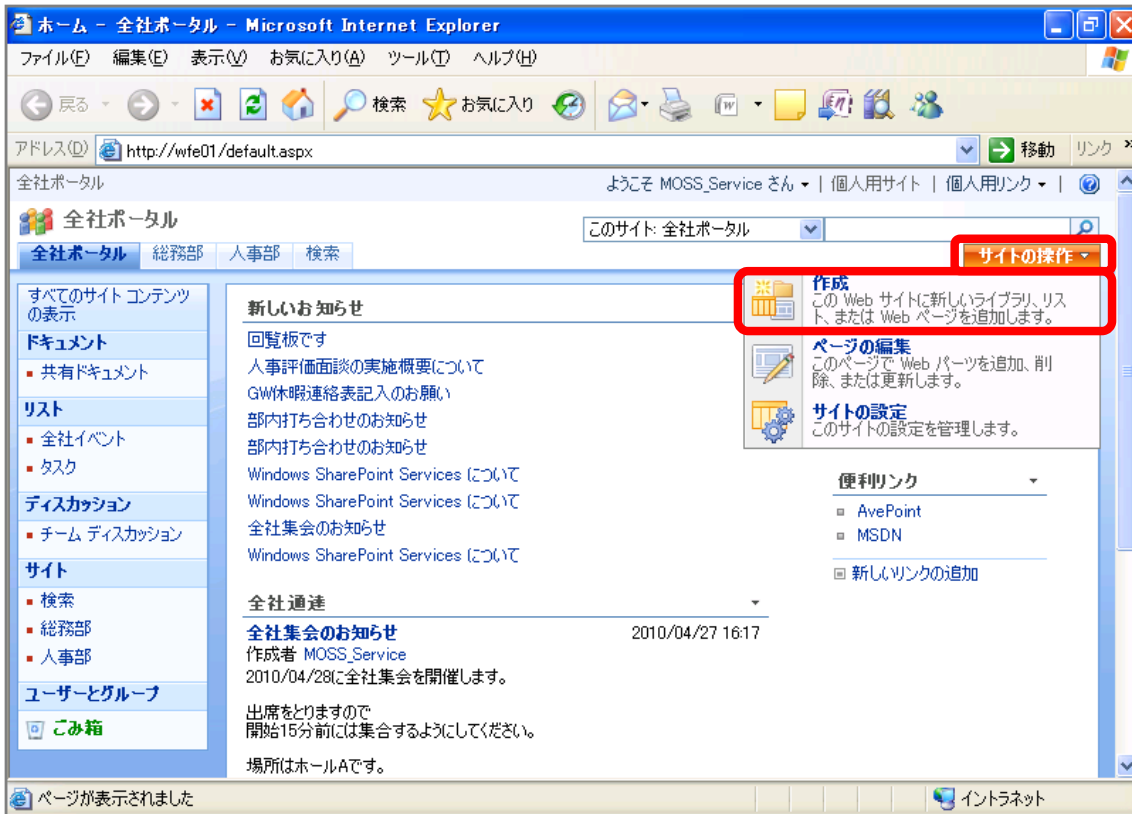 ホーム - 全社ポータル - Microsoft Internet Explorer
ファイル(F) 編集(E) 表示(V) お気に入り(A) ツール(T) ヘルプ(H)
戻る 検索 お気に入り
アドレス(D) http://wfe01/default.aspx 移動 リンク »
全社ポータル ようこそ MOSS_Service さん | 個人用サイト | 個人用リンク |
全社ポータル このサイト: 全社ポータル
全社ポータル 総務部 人事部 検索 サイトの操作
作成
この Web サイトに新しいライブラリ、リス
ト、または Web ページを追加します。
ページの編集
このページで Web パーツを追加、削
除、または更新します。
サイトの設定
このサイトの設定を管理します。
すべてのサイト コンテンツ
の表示
ドキュメント
共有ドキュメント
リスト
全社イベント
タスク
ディスカッション
チーム ディスカッション
サイト
検索
総務部
人事部
ユーザーとグループ
ごみ箱
新しいお知らせ
回覧板です
人事評価面談の実施概要について
GW休暇連絡表記入のお願い
部内打ち合わせのお知らせ
部内打ち合わせのお知らせ
Windows SharePoint Services について
Windows SharePoint Services について
全社集会のお知らせ
Windows SharePoint Services について
全社通達
全社集会のお知らせ 2010/04/27 16:17
作成者 MOSS_Service
2010/04/28に全社集会を開催します。
出席をとりますので
開始15分前には集合するようにしてください。
場所はホールAです。
便利リンク
AvePoint
MSDN
新しいリンクの追加
ページが表示されました イントラネット